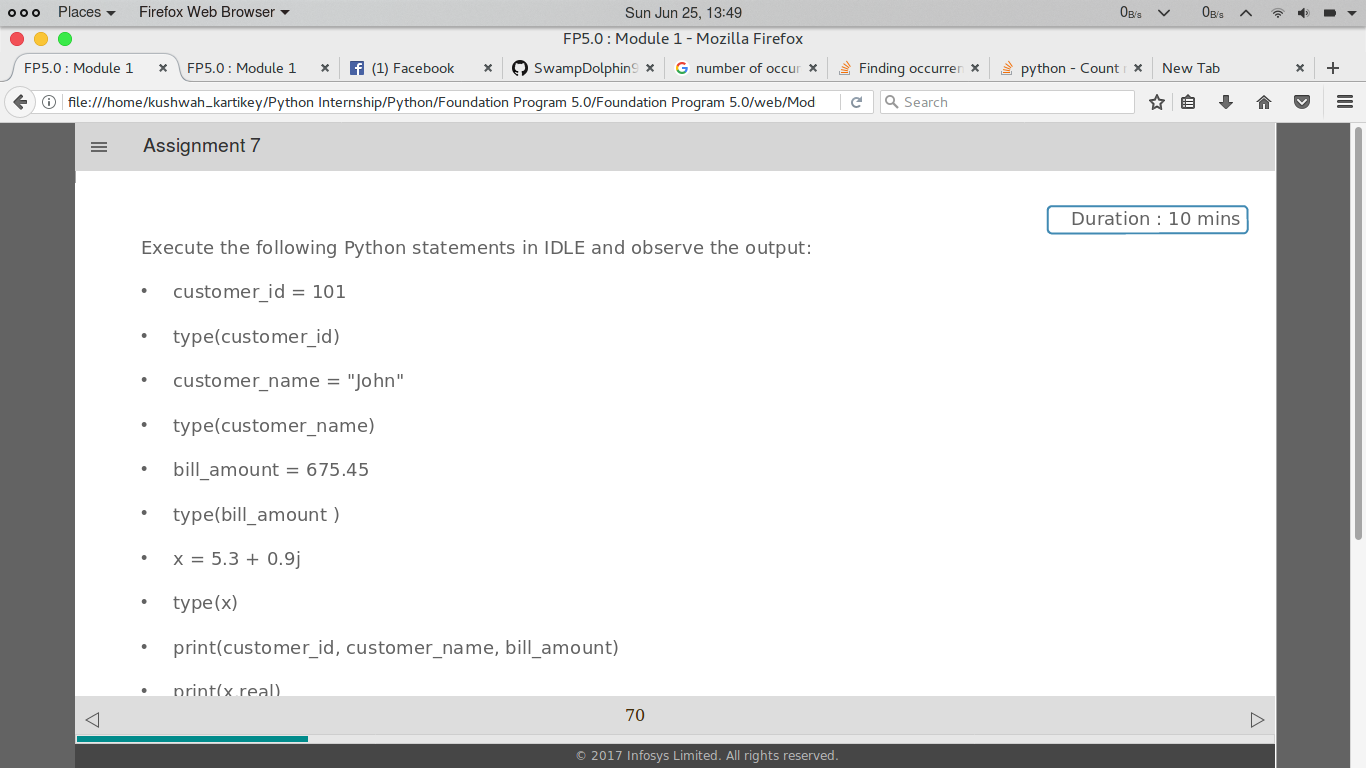 Places Firefox Web Browser Sun Jun 25, 13:49 0B/s 0B/s
FP5.0 : Module 1 - Mozilla Firefox
FP5.0 : Module 1 FP5.0 : Module 1 (1) Facebook SwampDolphin9 number of occur Finding occurren python - Count New Tab
file:///home/kushwah_kartikey/Python Internship/Python/Foundation Program 5.0/Foundation Program 5.0/web/Mod Search
Assignment 7
Duration : 10 mins
Execute the following Python statements in IDLE and observe the output:
• customer_id = 101
• type(customer_id)
• customer_name = "John"
• type(customer_name)
• bill_amount = 675.45
• type(bill_amount )
• x = 5.3 + 0.9j
• type(x)
• print(customer_id, customer_name, bill_amount)
• print(x.real)
70
© 2017 Infosys Limited. All rights reserved.